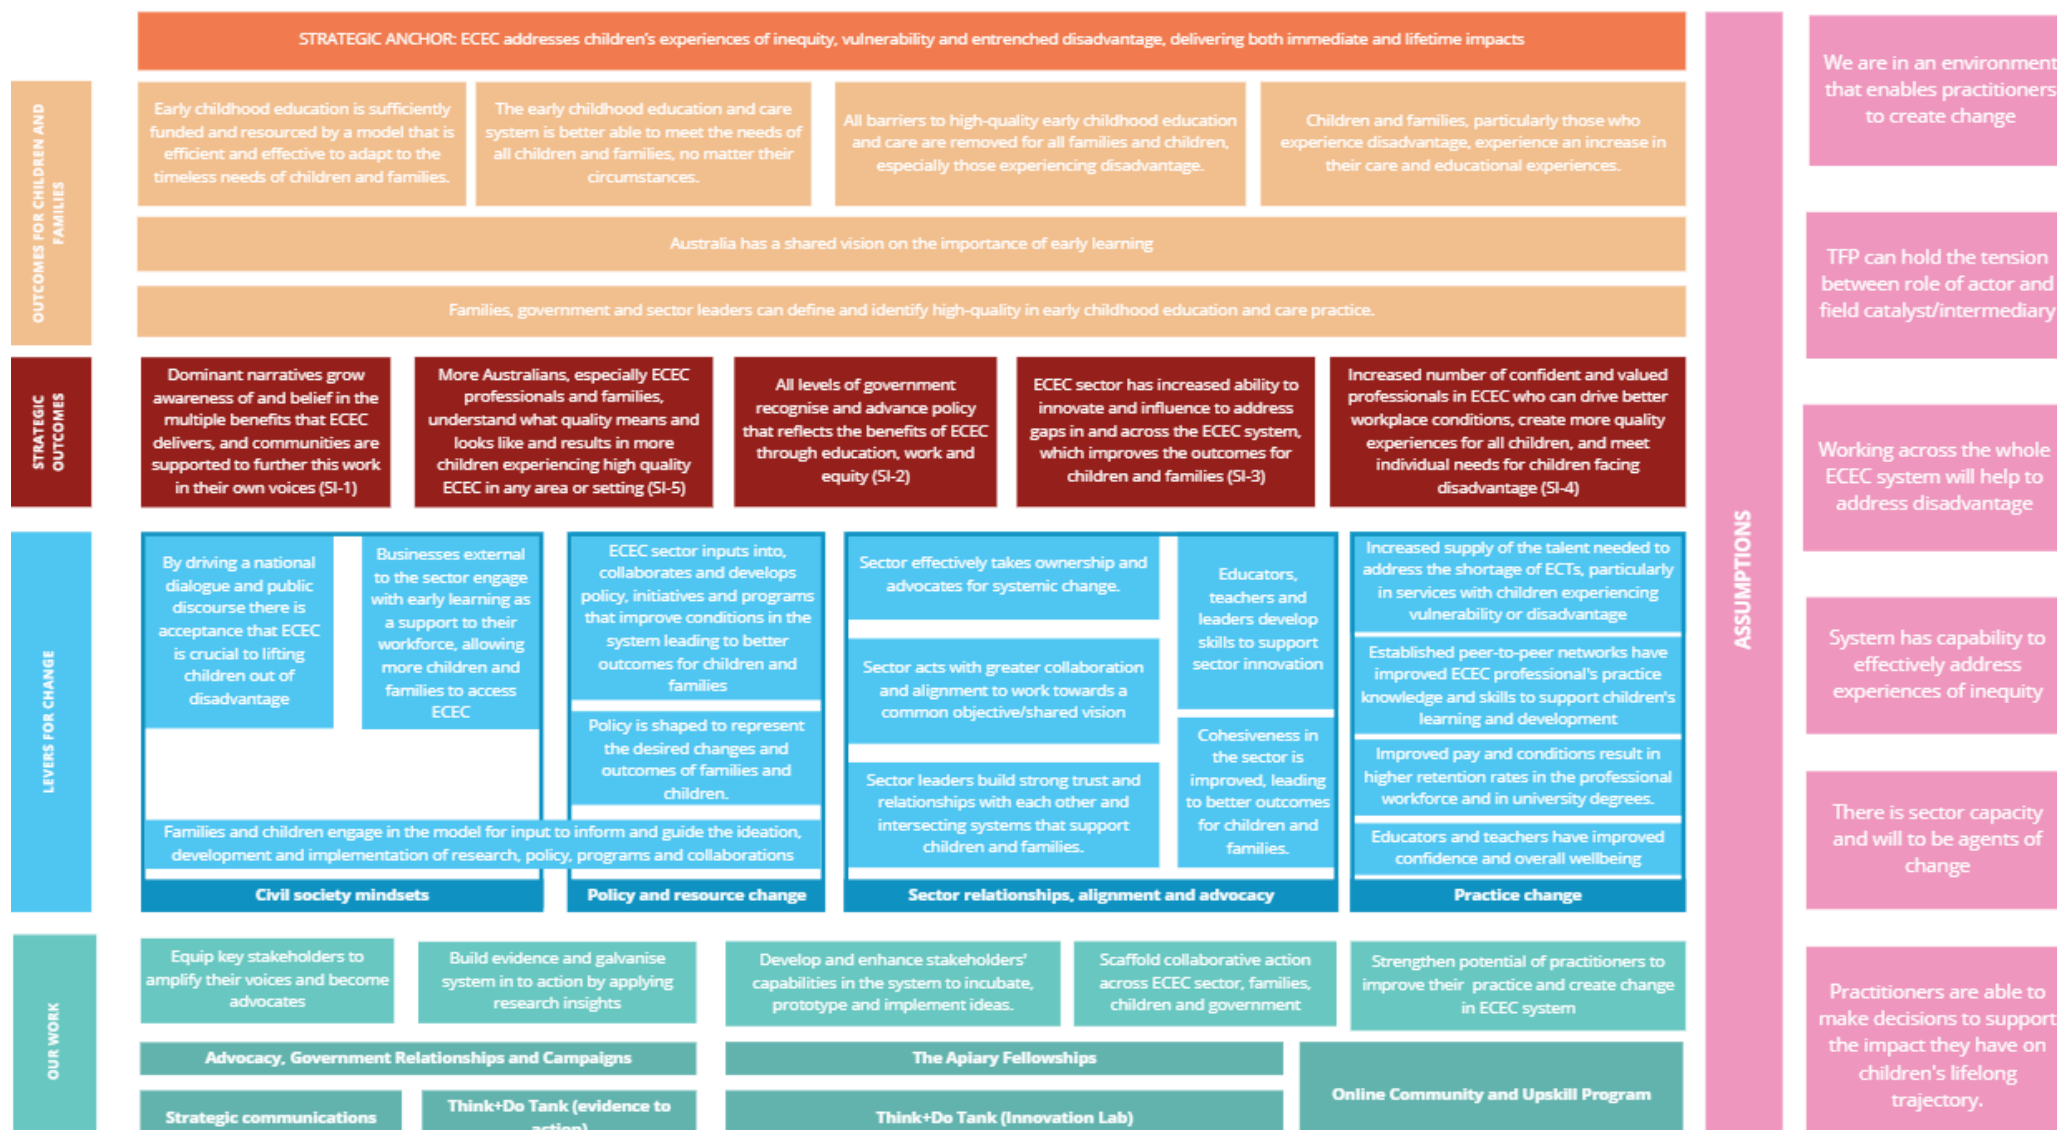 STRATEGIC ANCHOR: ECEC addresses children's experiences of inequity, vulnerability and entrenched disadvantage, delivering both immediate and lifetime impacts
OUTCOMES FOR CHILDREN AND
FAMILIES
Early childhood education is sufficiently
funded and resourced by a model that is
efficient and effective to adapt to the
timeless needs of children and families.
The early childhood education and care
system is better able to meet the needs of
all children and families, no matter their
circumstances.
All barriers to high-quality early childhood education
and care are removed for all families and children,
especially those experiencing disadvantage.
Children and families, particularly those who
experience disadvantage, experience an increase in
their care and educational experiences.
Australia has a shared vision on the importance of early learning
Families, government and sector leaders can define and identify high-quality in early childhood education and care practice.
STRATEGIC
OUTCOMES
Dominant narratives grow
awareness of and belief in the
multiple benefits that ECEC
delivers, and communities are
supported to further this work
in their own voices (SI-1)
More Australians, especially ECEC
professionals and families,
understand what quality means and
looks like and results in more
children experiencing high quality
ECEC in any area or setting (SI-5)
All levels of government
recognise and advance policy
that reflects the benefits of ECEC
through education, work and
equity (SI-2)
ECEC sector has increased ability to
innovate and influence to address
gaps in and across the ECEC system,
which improves the outcomes for
children and families (SI-3)
Increased number of confident and valued
professionals in ECEC who can drive better
workplace conditions, create more quality
experiences for all children, and meet
individual needs for children facing
disadvantage (SI-4)
LEVERS FOR CHANGE
By driving a national
dialogue and public
discourse there is
acceptance that ECEC
is crucial to lifting
children out of
disadvantage
Businesses external
to the sector engage
with early learning as
a support to their
workforce, allowing
more children and
families to access
ECEC
ECEC sector inputs into,
collaborates and develops
policy, initiatives and programs
that improve conditions in the
system leading to better
outcomes for children and
families
Policy is shaped to represent
the desired changes and
outcomes of families and
children.
Families and children engage in the model for input to inform and guide the ideation,
development and implementation of research, policy, programs and collaborations
Civil society mindsets
Policy and resource change
Sector effectively takes ownership and
advocates for systemic change.
Sector acts with greater collaboration
and alignment to work towards a
common objective/shared vision
Sector leaders build strong trust and
relationships with each other and
intersecting systems that support
children and families.
Educators,
teachers and
leaders develop
skills to support
sector innovation
Cohesiveness in
the sector is
improved, leading
to better outcomes
for children and
families.
Sector relationships, alignment and advocacy
Increased supply of the talent needed to
address the shortage of ECTs, particularly
in services with children experiencing
vulnerability or disadvantage
Established peer-to-peer networks have
improved ECEC professional's practice
knowledge and skills to support children's
learning and development
Improved pay and conditions result in
higher retention rates in the professional
workforce and in university degrees.
Educators and teachers have improved
confidence and overall wellbeing
Practice change
OUR WORK
Equip key stakeholders to
amplify their voices and become
advocates
Build evidence and galvanise
system in to action by applying
research insights
Develop and enhance stakeholders'
capabilities in the system to incubate,
prototype and implement ideas.
Scaffold collaborative action
across ECEC sector, families,
children and government
Strengthen potential of practitioners to
improve their practice and create change
in ECEC system
Advocacy, Government Relationships and Campaigns
The Apiary Fellowships
Online Community and Upskill Program
Strategic communications
Think+Do Tank (evidence to
action)
Think+Do Tank (Innovation Lab)
ASSUMPTIONS
We are in an environment
that enables practitioners
to create change
TFP can hold the tension
between role of actor and
field catalyst/intermediary
Working across the whole
ECEC system will help to
address disadvantage
System has capability to
effectively address
experiences of inequity
There is sector capacity
and will to be agents of
change
Practitioners are able to
make decisions to support
the impact they have on
children's lifelong
trajectory.